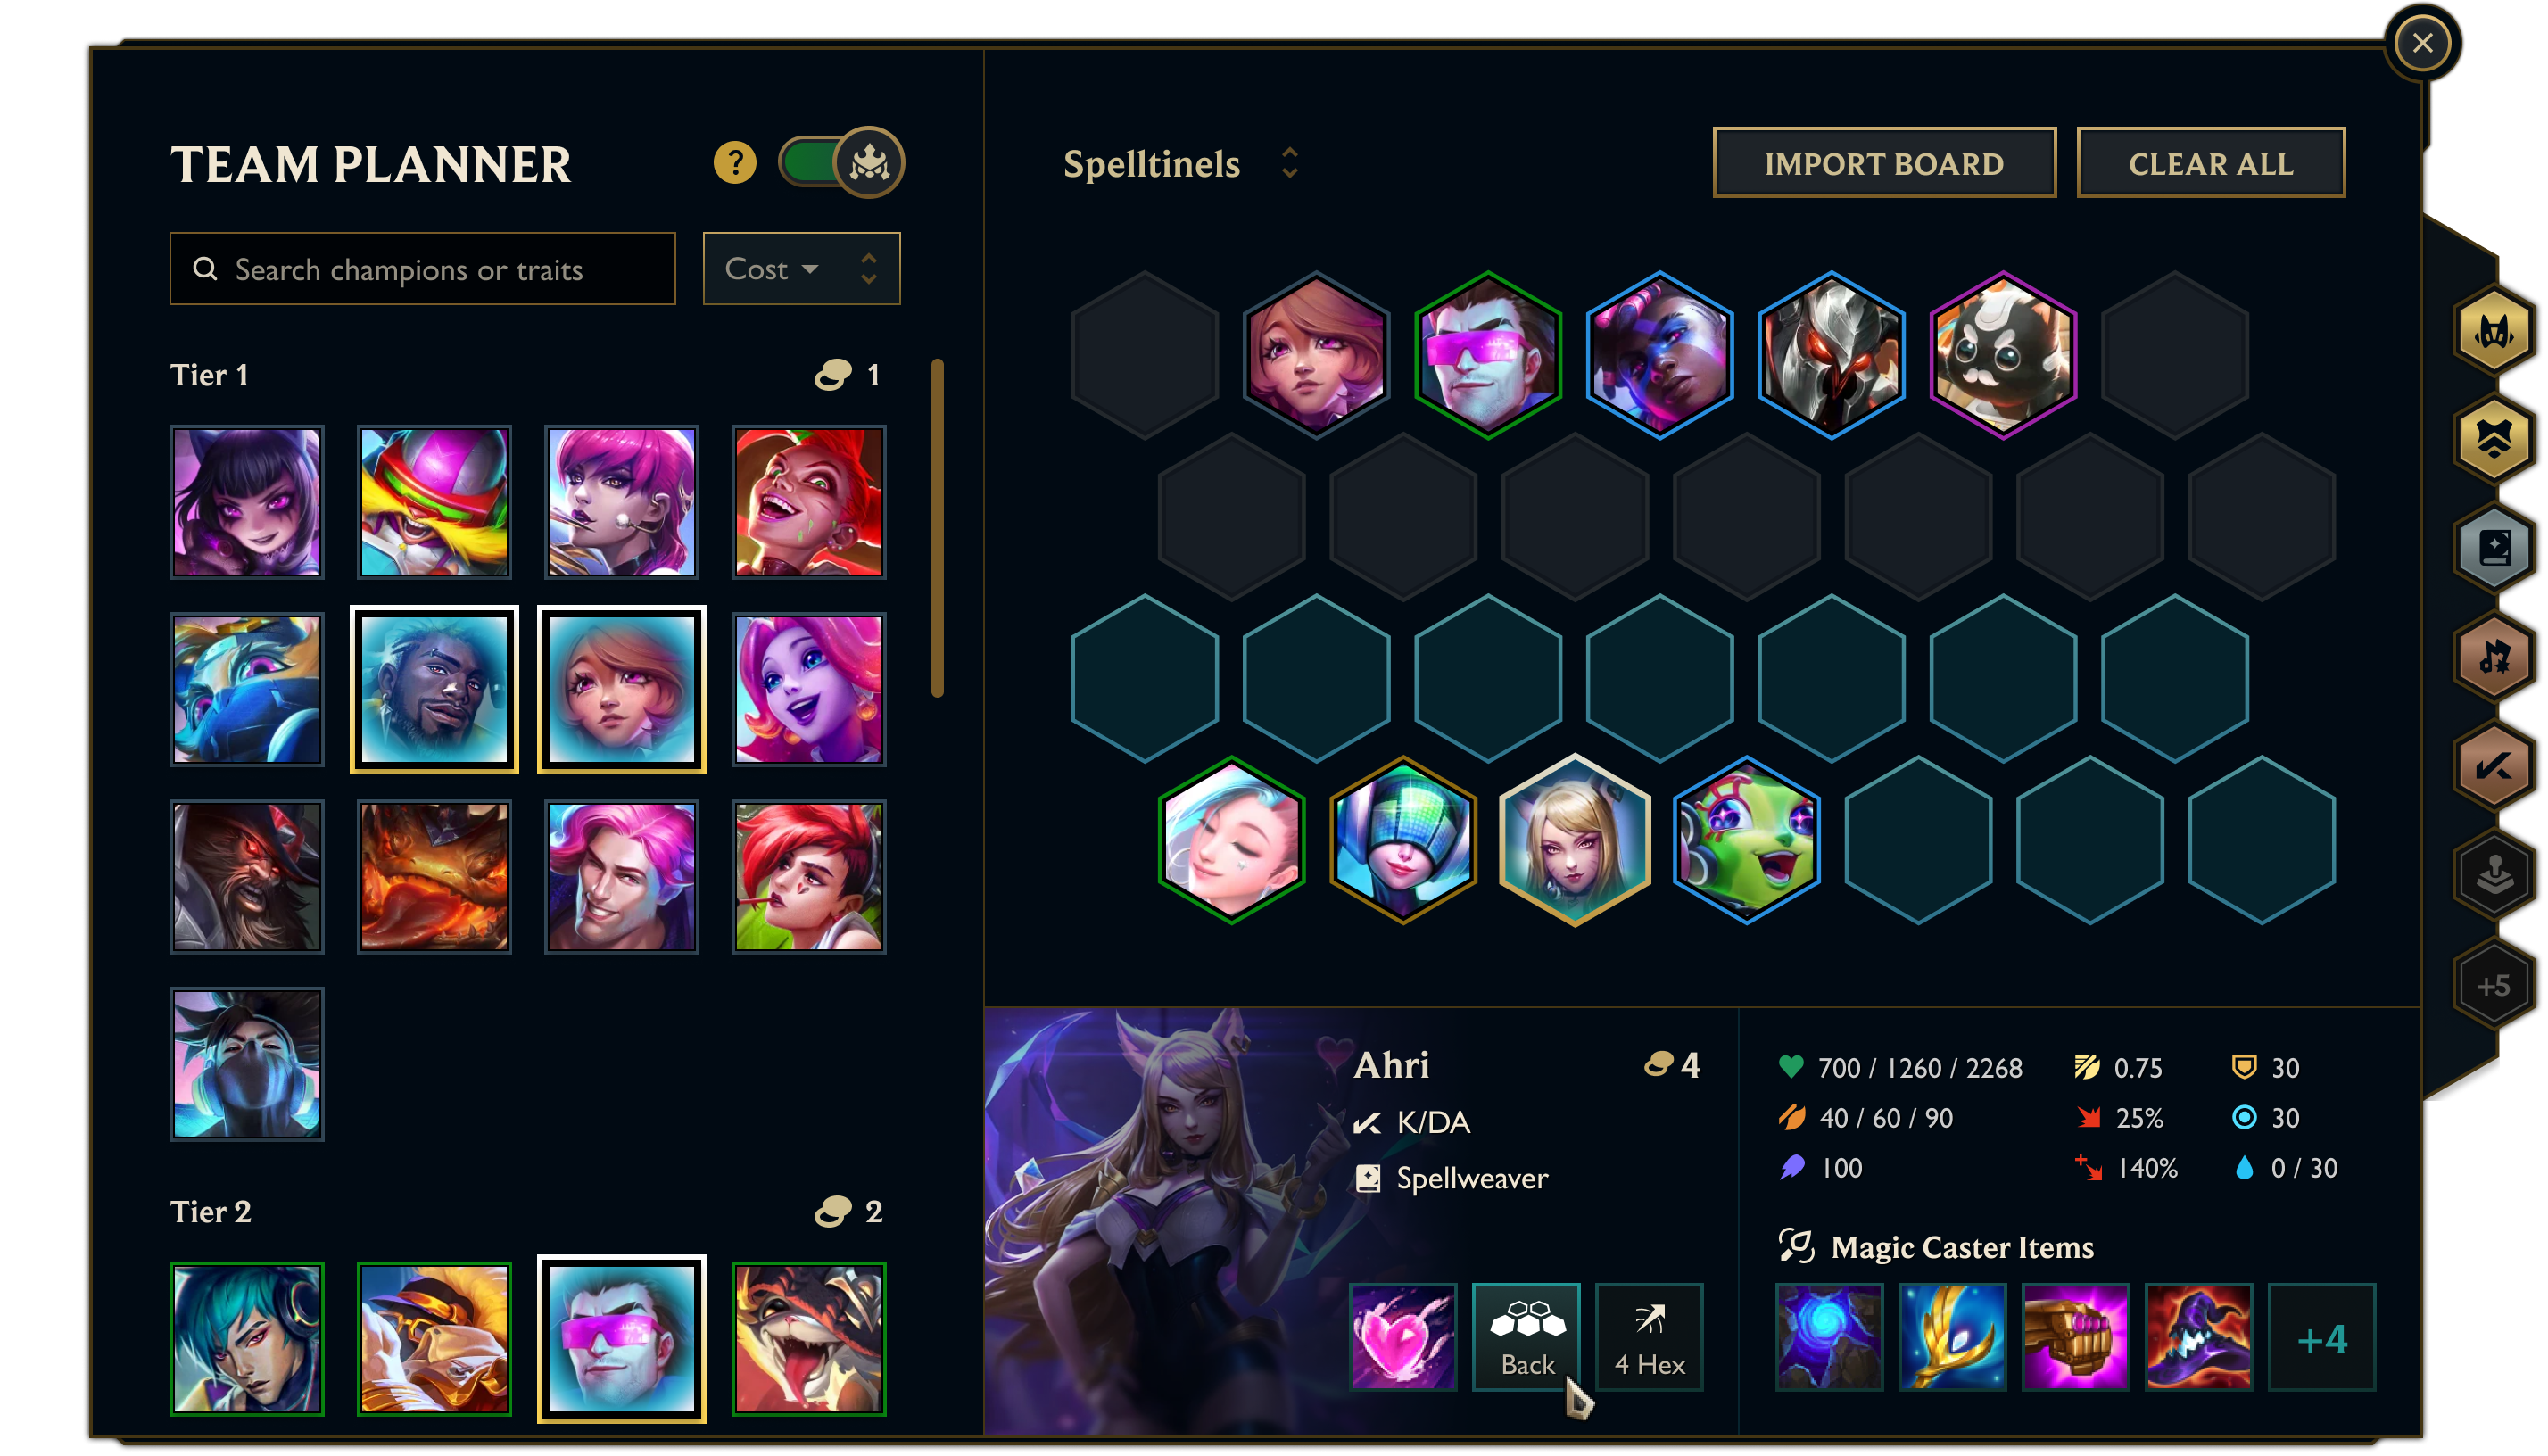 TEAM PLANNER
?
Search champions or traits
Cost
Tier 1
1
Tier 2
2
Spelltinels
IMPORT BOARD
CLEAR ALL
+5
Ahri
4
K/DA
Spellweaver
Back
4 Hex
700 / 1260 / 2268
0.75
30
40 / 60 / 90
25%
30
100
140%
0 / 30
Magic Caster Items
+4